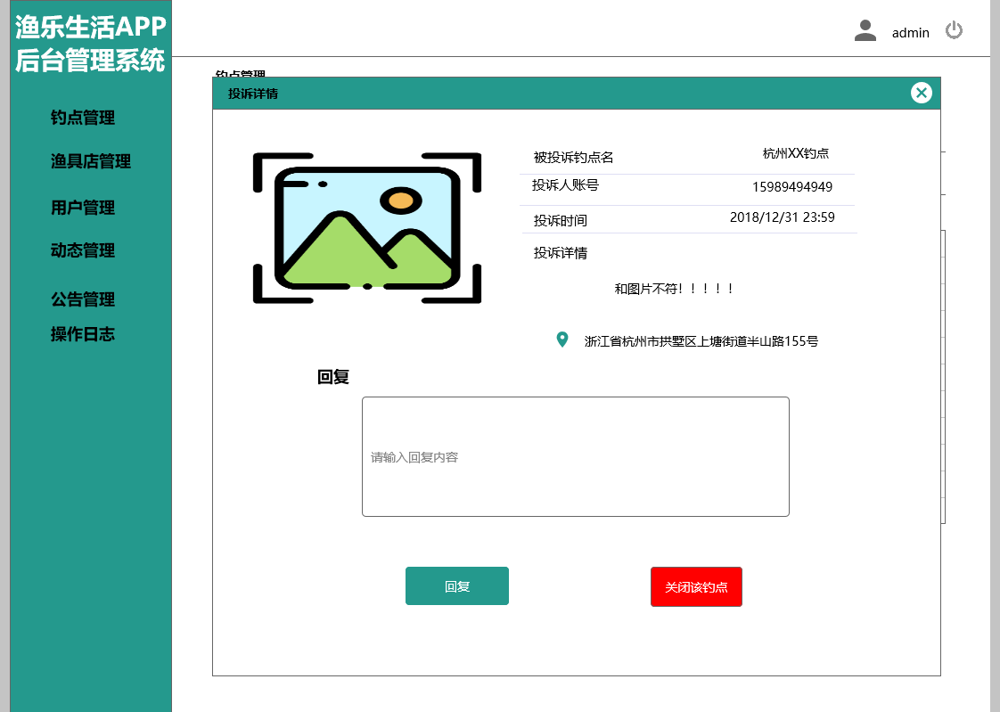 渔乐生活APP
后台管理系统
admin
钓点管理
渔具店管理
用户管理
动态管理
公告管理
操作日志
钓点管理
投诉详情
被投诉钓点名
杭州XX钓点
投诉人账号
15989494949
投诉时间
2018/12/31 23:59
投诉详情
和图片不符！！！！！
浙江省杭州市拱墅区上塘街道半山路155号
回复
请输入回复内容
回复
关闭该钓点